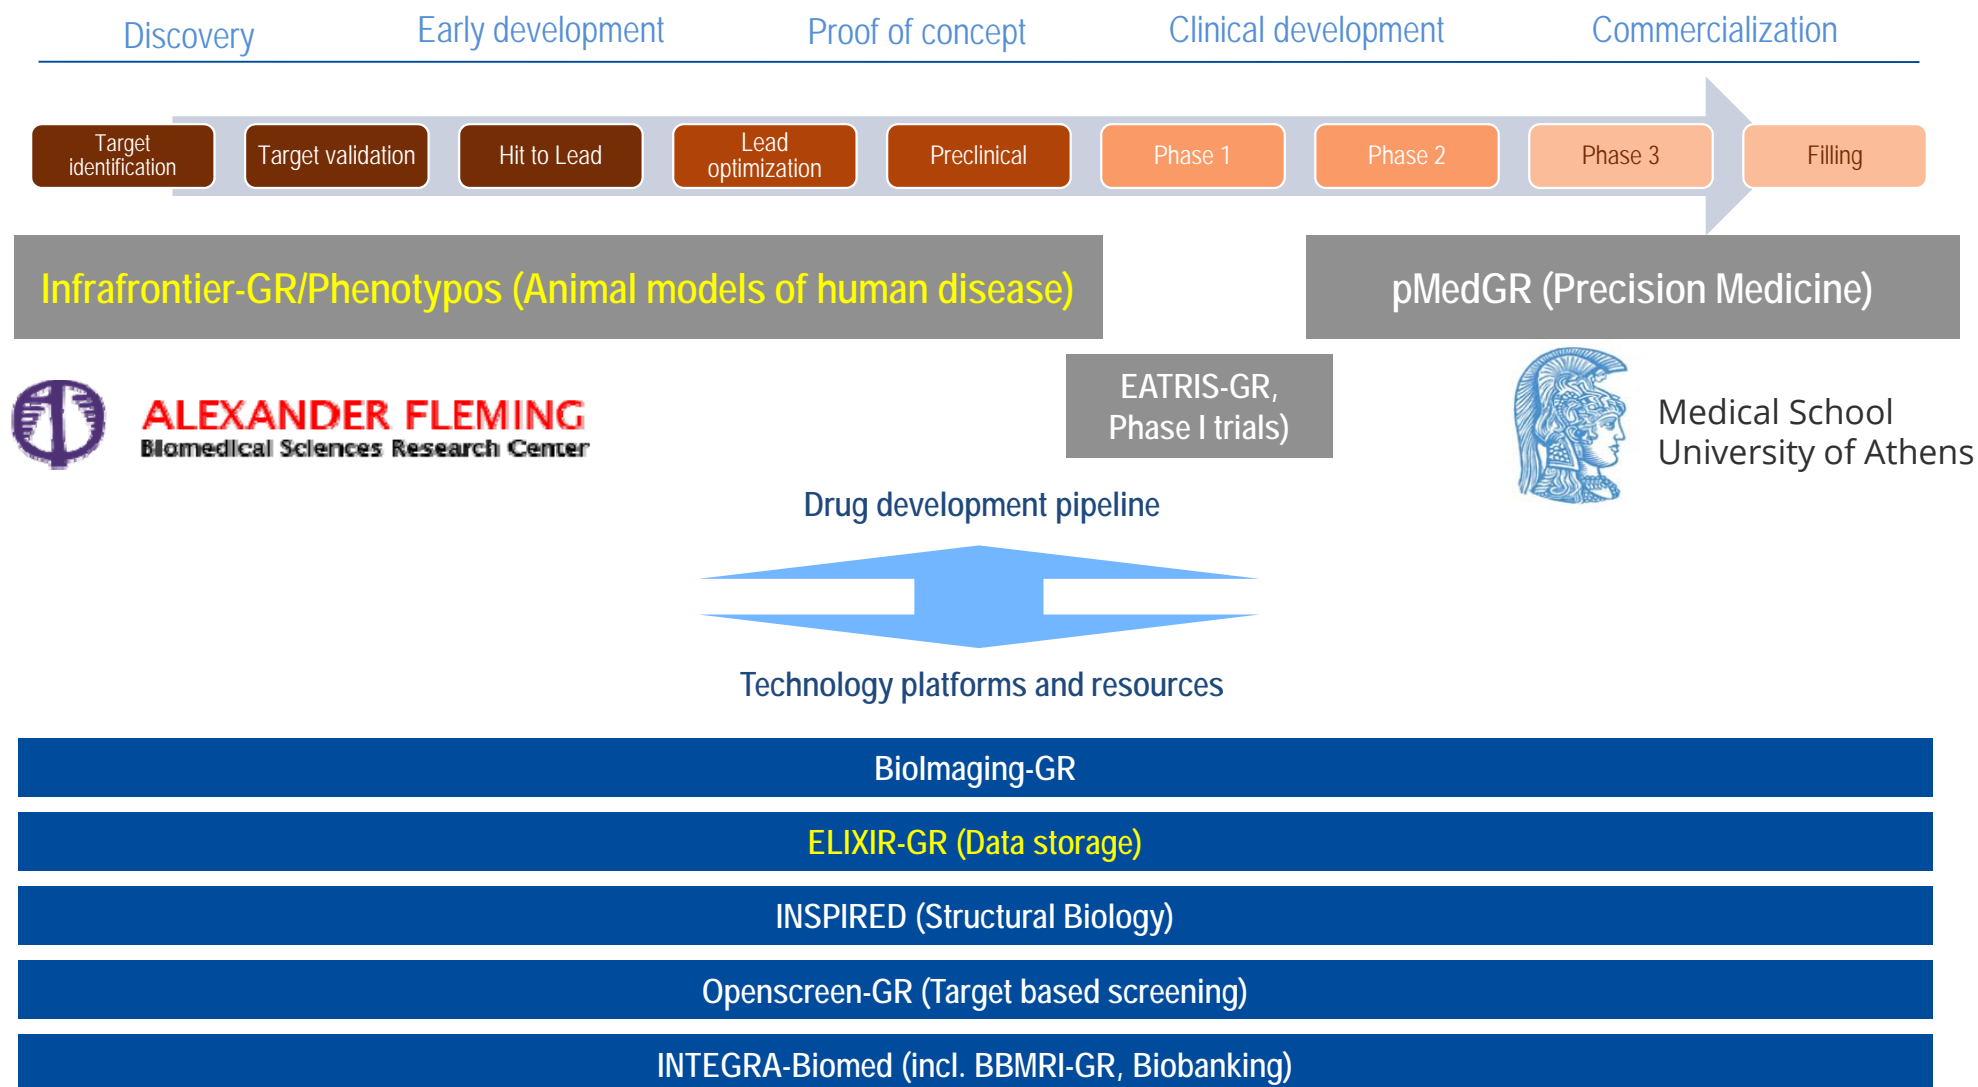 Discovery
Early development
Proof of concept
Clinical development
Commercialization
Target
identification
Target validation
Hit to Lead
Lead
optimization
Preclinical
Phase 1
Phase 2
Phase 3
Filling
Infrafrontier-GR/Phenotypos (Animal models of human disease)
pMedGR (Precision Medicine)
EATRIS-GR,
Phase I trials)
ALEXANDER FLEMING
Biomedical Sciences Research Center
Medical School
University of Athens
Drug development pipeline
Technology platforms and resources
BioImaging-GR
ELIXIR-GR (Data storage)
INSPIRED (Structural Biology)
Openscreen-GR (Target based screening)
INTEGRA-Biomed (incl. BBMRI-GR, Biobanking)